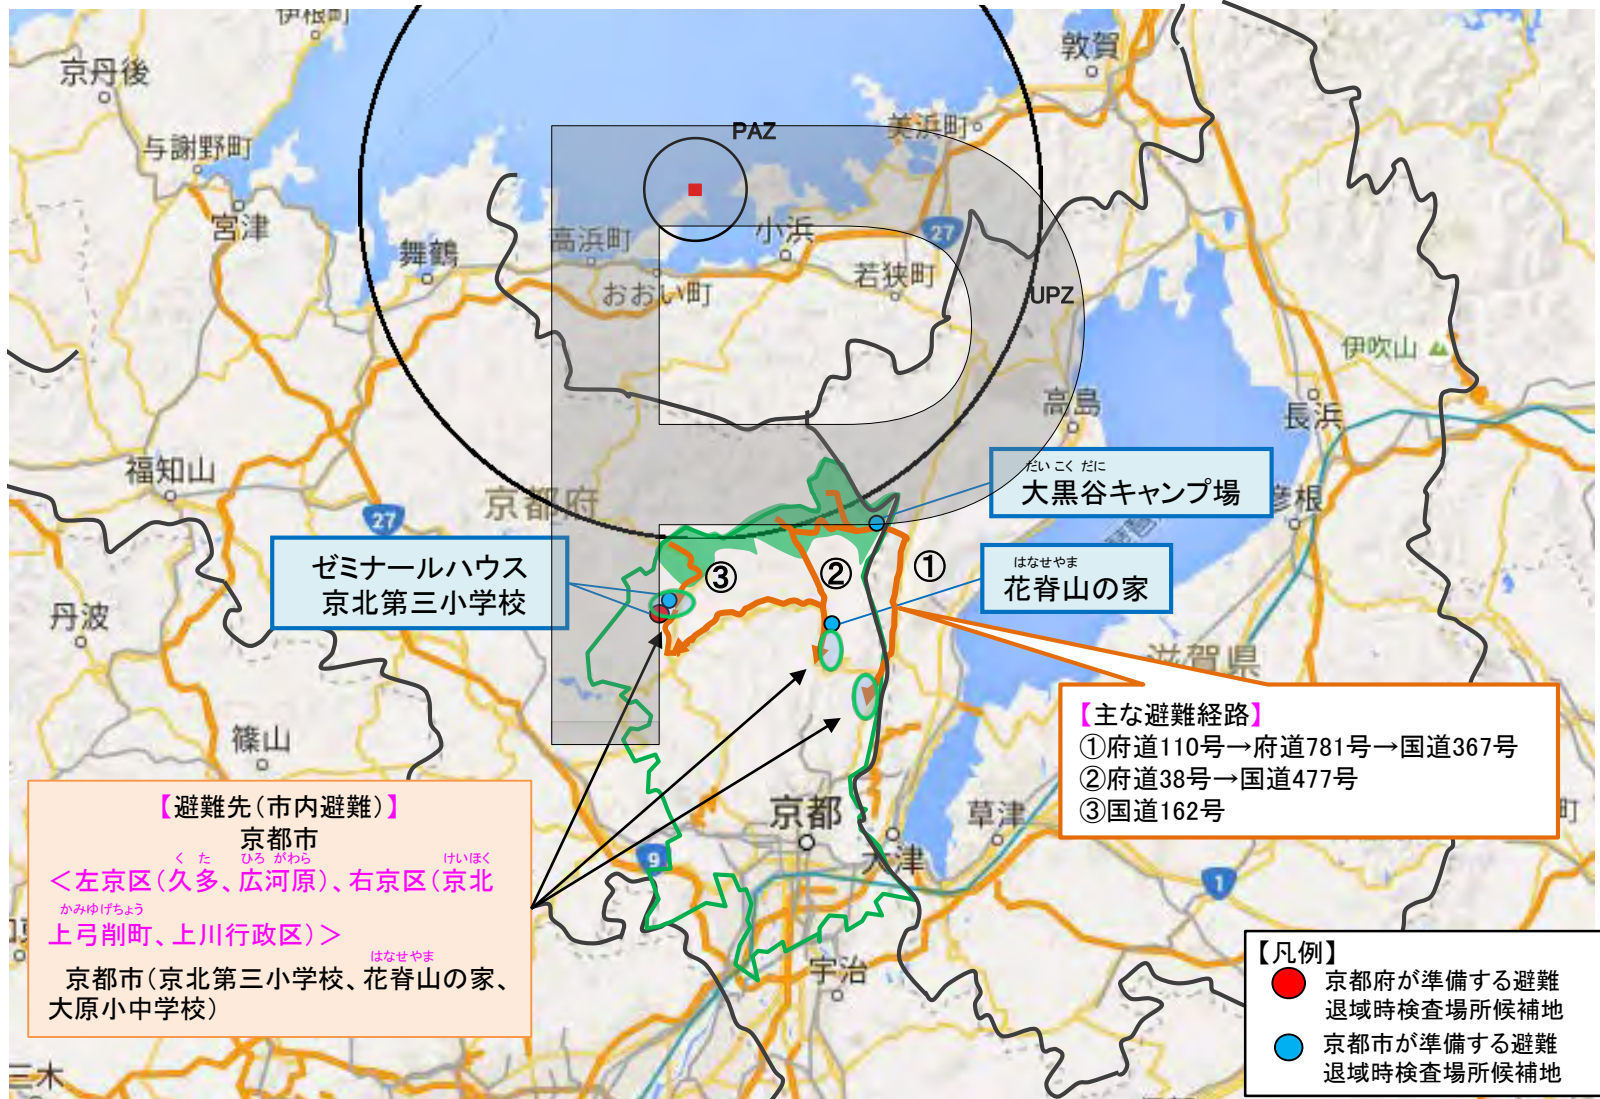 伊根町
京丹後
敦賀
PAZ
美浜町
与謝野町
宮津
舞鶴
高浜町
小浜
27
若狭町
おおい町
UPZ
伊吹山
高島
長浜
福知山
京都府
27
だい こく だに
大黒谷キャンプ場
彦根
ゼミナールハウス
京北第三小学校
③
②
①
はなせやま
花脊山の家
丹波
滋賀県
【主な避難経路】
①府道110号→府道781号→国道367号
②府道38号→国道477号
③国道162号
篠山
京都
草津
町
大津
9
1
【避難先(市内避難)】
京都市
く た ひろ がわら けいほく
<左京区(久多、広河原)、右京区(京北
かみゆげちょう
上弓削町、上川行政区)>
はなせやま
京都市(京北第三小学校、花脊山の家、
大原小中学校)
宇治
【凡例】
京都府が準備する避難
退域時検査場所候補地
京都市が準備する避難
退域時検査場所候補地
三木